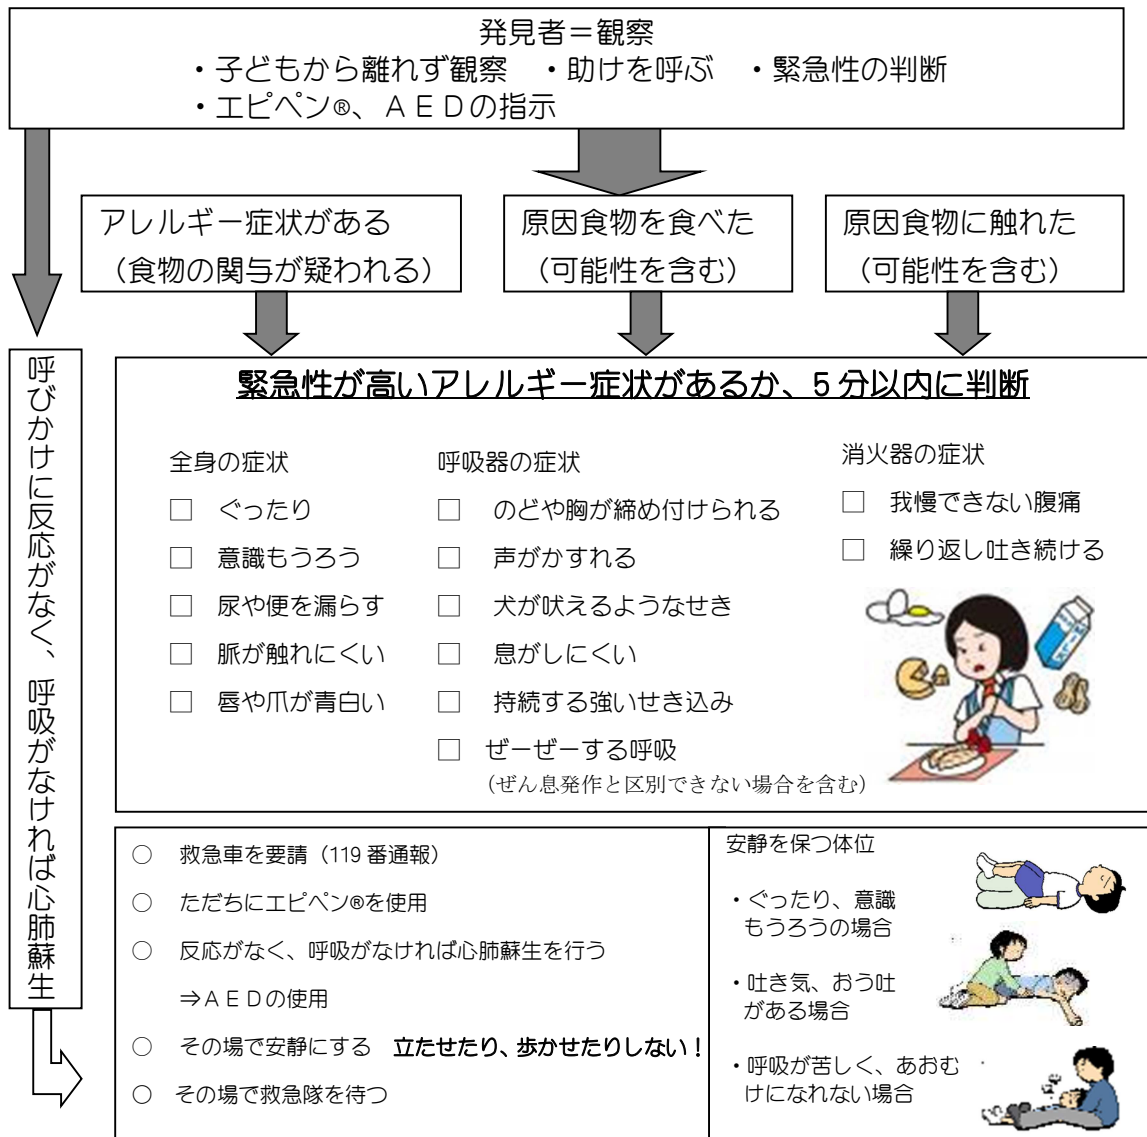 発見者＝観察
・子どもから離れず観察　・助けを呼ぶ　・緊急性の判断
・エピペン®、ＡＥＤの指示
アレルギー症状がある
（食物の関与が疑われる）
原因食物を食べた
（可能性を含む）
原因食物に触れた
（可能性を含む）
呼びかけに反応がなく、呼吸がなければ心肺蘇生
緊急性が高いアレルギー症状があるか、5分以内に判断
全身の症状
□　ぐったり
□　意識もうろう
□　尿や便を漏らす
□　脈が触れにくい
□　唇や爪が青白い
呼吸器の症状
□　のどや胸が締め付けられる
□　声がかすれる
□　犬が吠えるようなせき
□　息がしにくい
□　持続する強いせき込み
□　ぜーぜーする呼吸
（ぜん息発作と区別できない場合を含む）
消火器の症状
□　我慢できない腹痛
□　繰り返し吐き続ける
MILK
○　救急車を要請（119番通報）
○　ただちにエピペン®を使用
○　反応がなく、呼吸がなければ心肺蘇生を行う
⇒ＡＥＤの使用
○　その場で安静にする　立たせたり、歩かせたりしない！
○　その場で救急隊を待つ
安静を保つ体位
・ぐったり、意識
もうろうの場合
・吐き気、おう吐
がある場合
・呼吸が苦しく、あおむ
けになれない場合